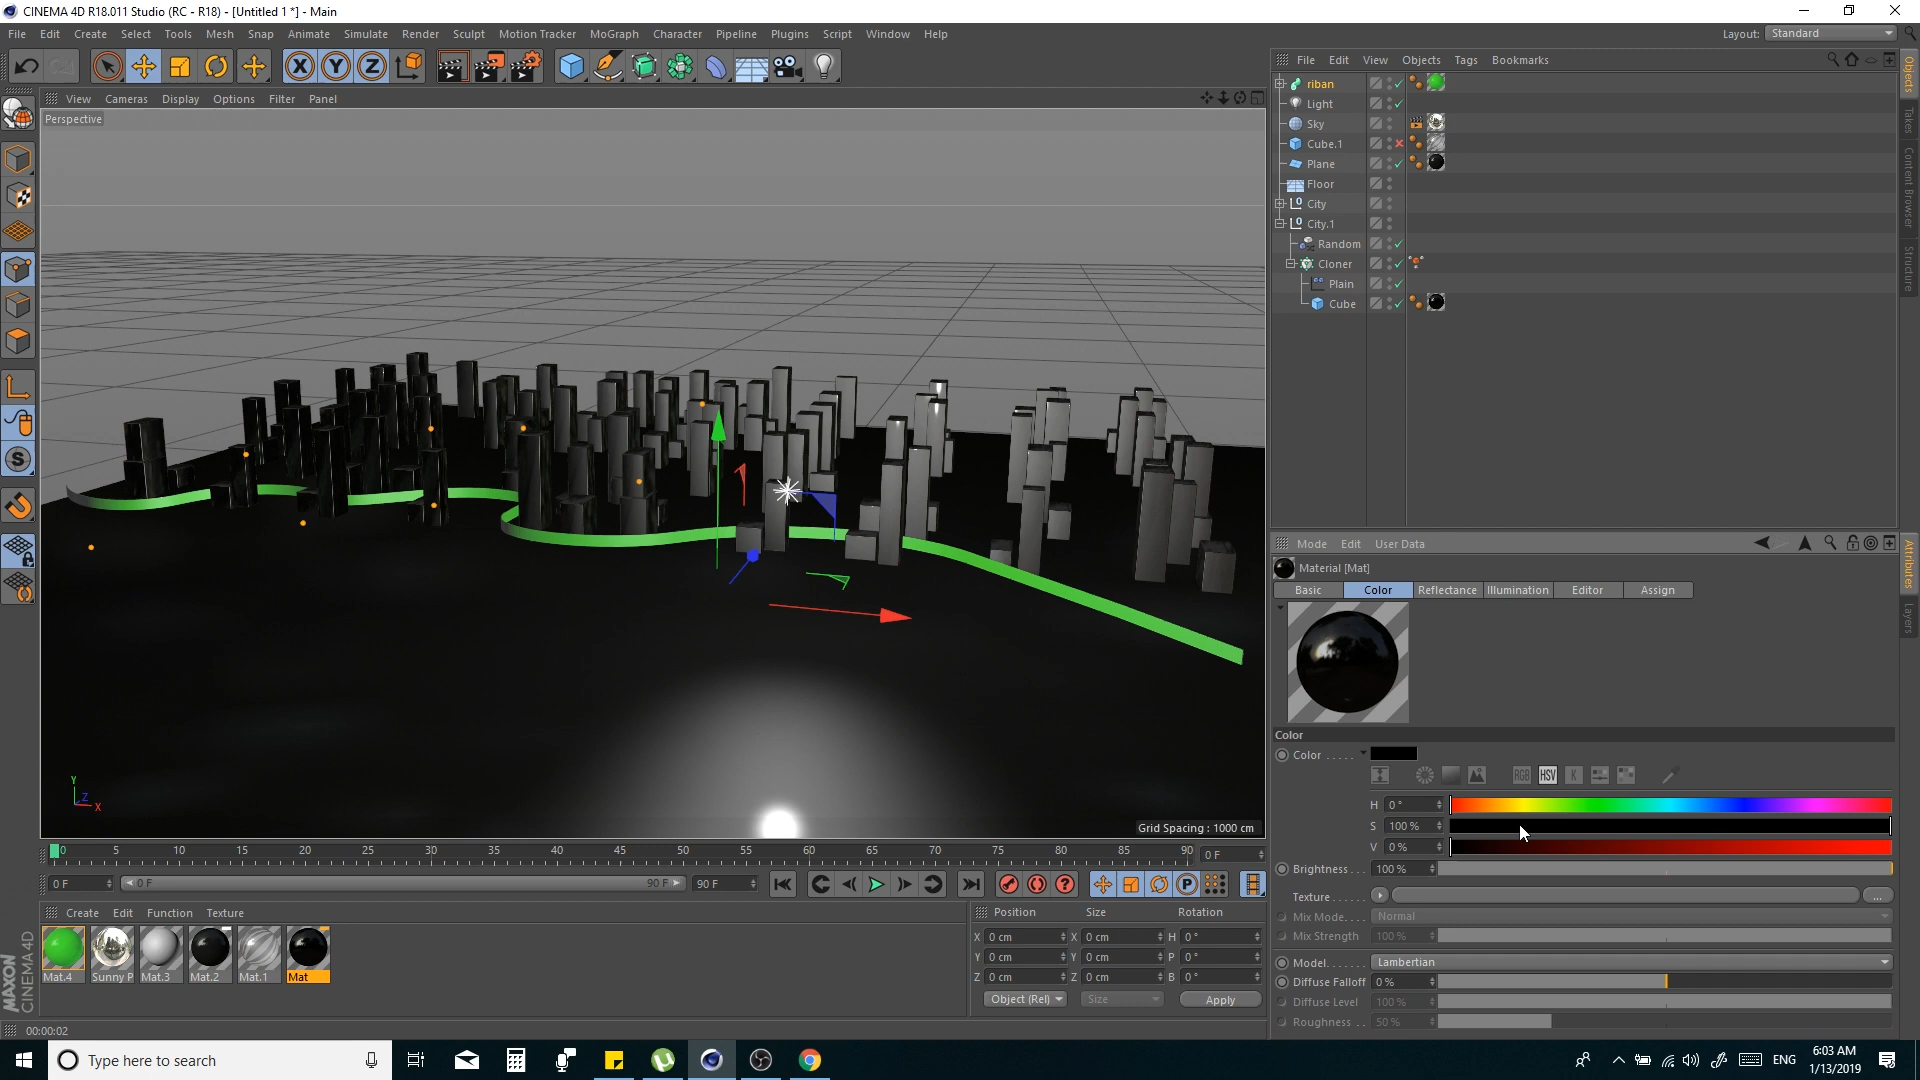 CINEMA 4D R18.011 Studio (RC - R18) - [Untitled 1 *] - Main
File Edit Create Select Tools Mesh Snap Animate Simulate Render Sculpt Motion Tracker MoGraph Character Pipeline Plugins Script Window Help
Layout: Standard
X Y Z
File Edit View Objects Tags Bookmarks
View Cameras Display Options Filter Panel
Perspective
riban
Light
Sky
Cube.1
Plane
Floor
City
City.1
Random
Cloner
Plain
Cube
Objects
Takes
Content Browser
Structure
Mode Edit User Data
Material [Mat]
Basic Color Reflectance Illumination Editor Assign
Attributes
Layers
Color
Color
RGB HSV K
H 0°
S 100 %
V 0 %
Brightness 100 %
Texture
Mix Mode Normal
Mix Strength 100 %
Model Lambertian
Diffuse Falloff 0 %
Diffuse Level 100 %
Roughness 50 %
Y
Z
X
Grid Spacing : 1000 cm
0 5 10 15 20 25 30 35 40 45 50 55 60 65 70 75 80 85 90 0 F
0 F 0 F 90 F 90 F
Create Edit Function Texture
Mat.4 Sunny P Mat.3 Mat.2 Mat.1 Mat
Position Size Rotation
X 0 cm X 0 cm H 0°
Y 0 cm Y 0 cm P 0°
Z 0 cm Z 0 cm B 0°
Object (Rel) Size Apply
MAXON
CINEMA 4D
00:00:02
Type here to search
ENG
6:03 AM
1/13/2019